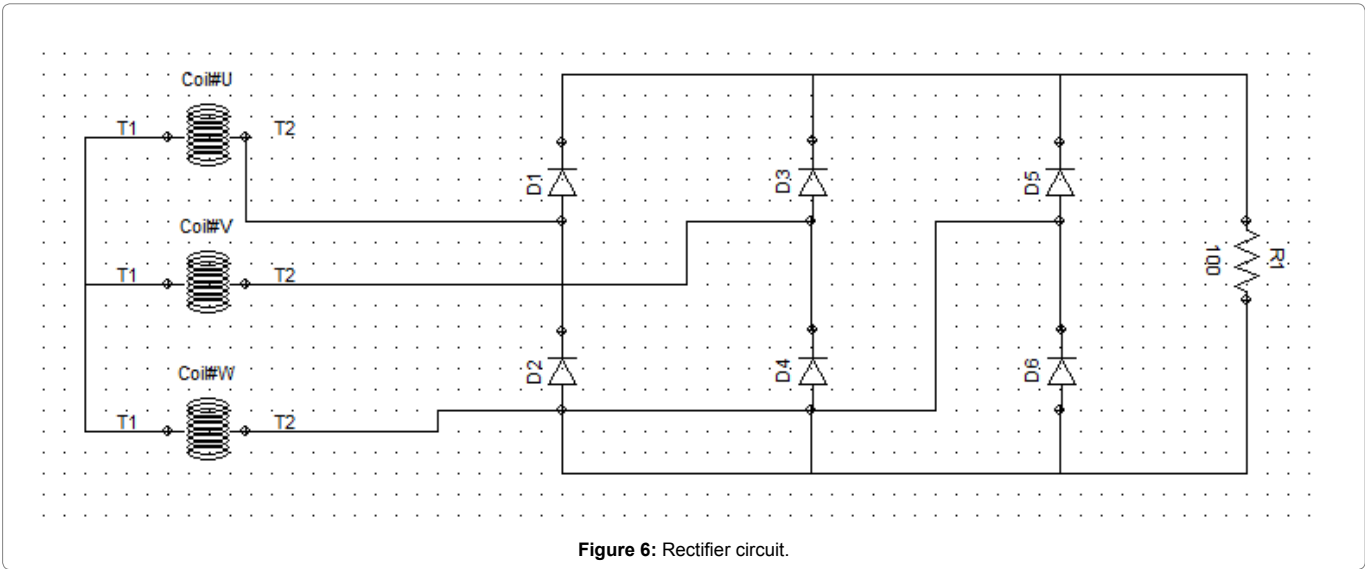 Coil#U
T1 T2
D1 D3 D5
Coil#V
T1 T2
R1
100
D2 D4 D6
Coil#W
T1 T2
Figure 6: Rectifier circuit.